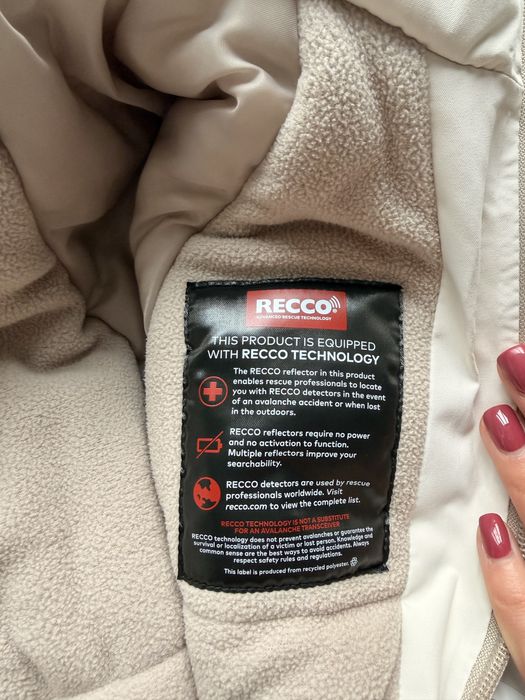 RECCO
ADVANCED RESCUE TECHNOLOGY
THIS PRODUCT IS EQUIPPED
WITH RECCO TECHNOLOGY
The RECCO reflector in this product
enables rescue professionals to locate
you with RECCO detectors in the event
of an avalanche accident or when lost
in the outdoors.
RECCO reflectors require no power
and no activation to function.
Multiple reflectors improve your
searchability.
RECCO detectors are used by rescue
professionals worldwide. Visit
recco.com to view the complete list.
RECCO TECHNOLOGY IS NOT A SUBSTITUTE
FOR AN AVALANCHE TRANSCEIVER
RECCO technology does not prevent avalanches or guarantee the
survival or localization of a victim or lost person. Knowledge and
common sense are the best ways to avoid accidents. Always
respect safety rules and regulations.
This label is produced from recycled polyester.